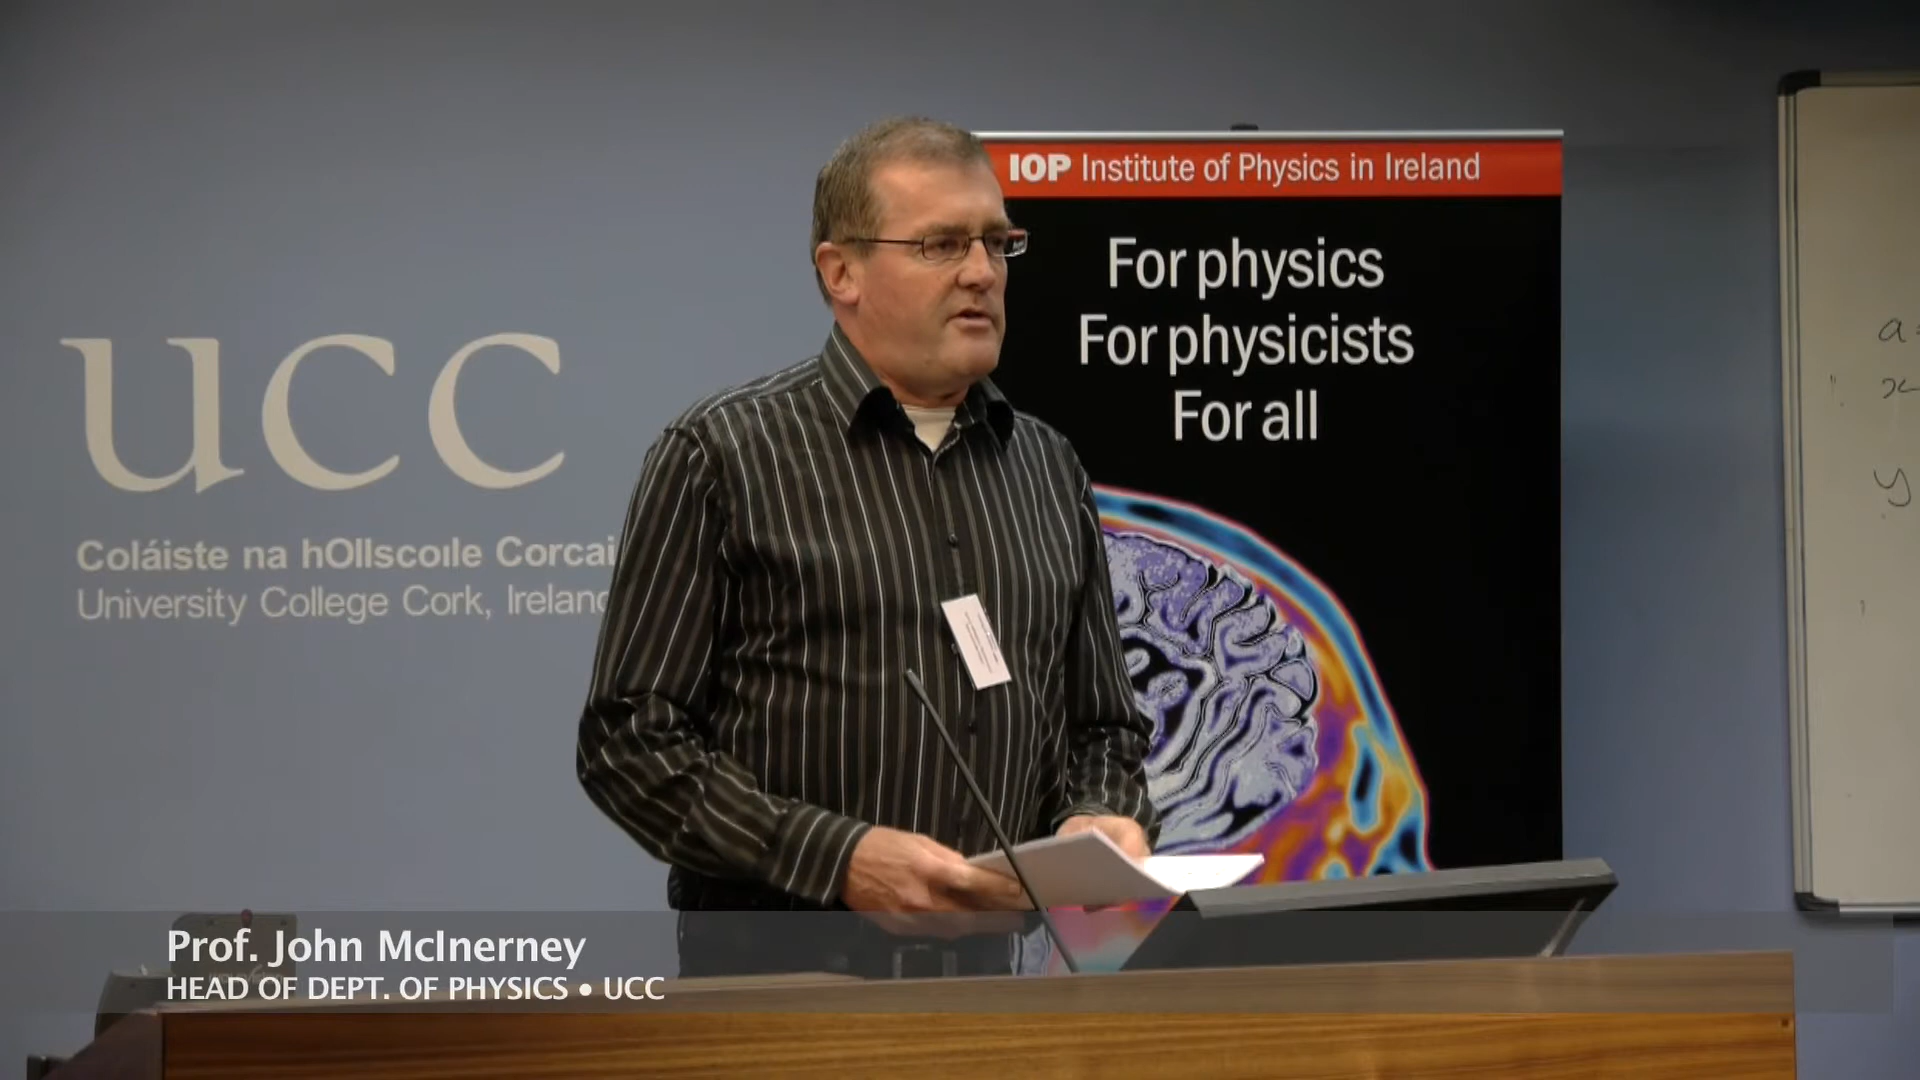 ucc
Coláiste na hOllscoile Corcai
University College Cork, Ireland
IOP Institute of Physics in Ireland
For physics
For physicists
For all
a
x
y
Prof. John McInerney
HEAD OF DEPT. OF PHYSICS • UCC